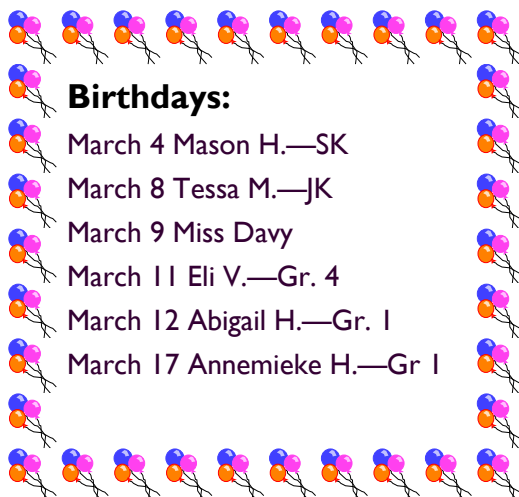 Birthdays:
March 4 Mason H.—SK
March 8 Tessa M.—JK
March 9 Miss Davy
March 11 Eli V.—Gr. 4
March 12 Abigail H.—Gr. 1
March 17 Annemieke H.—Gr 1